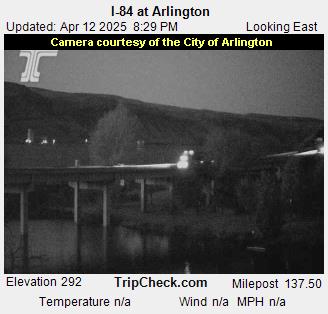 I-84 at Arlington
Updated: Apr 12 2025 8:29 PM Looking East
Camera courtesy of the City of Arlington
Elevation 292 TripCheck.com Milepost 137.50
Temperature n/a Wind n/a MPH n/a